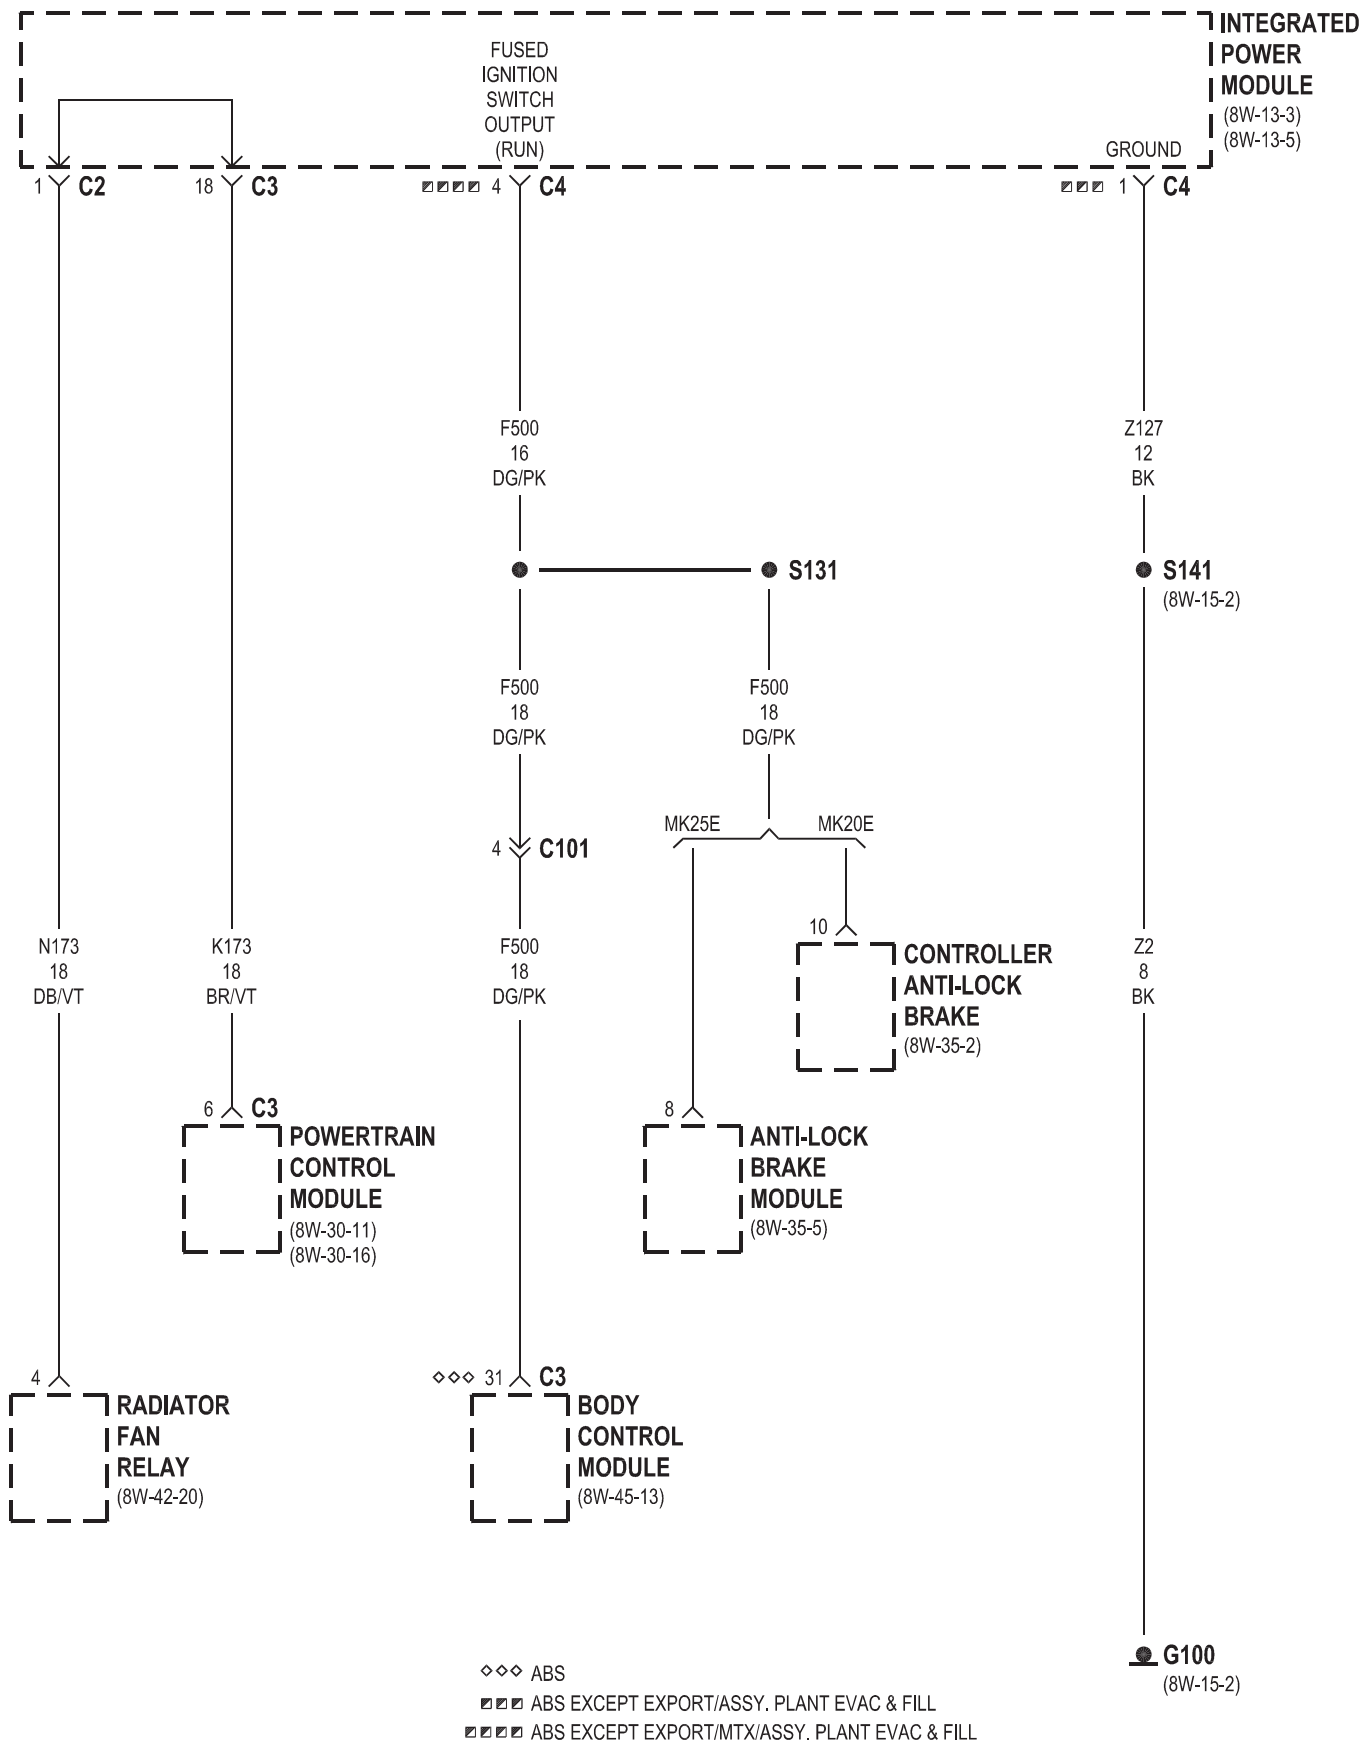 INTEGRATED
POWER
MODULE
(8W-13-3)
(8W-13-5)
FUSED
IGNITION
SWITCH
OUTPUT
(RUN)
GROUND
1 C2
18 C3
4 C4
1 C4
F500
16
DG/PK
Z127
12
BK
S131
S141
(8W-15-2)
F500
18
DG/PK
F500
18
DG/PK
MK25E
MK20E
4 C101
10
N173
18
DB/VT
K173
18
BR/VT
F500
18
DG/PK
CONTROLLER
ANTI-LOCK
BRAKE
(8W-35-2)
Z2
8
BK
6 C3
POWERTRAIN
CONTROL
MODULE
(8W-30-11)
(8W-30-16)
8
ANTI-LOCK
BRAKE
MODULE
(8W-35-5)
4
RADIATOR
FAN
RELAY
(8W-42-20)
31 C3
BODY
CONTROL
MODULE
(8W-45-13)
G100
(8W-15-2)
ABS
ABS EXCEPT EXPORT/ASSY. PLANT EVAC & FILL
ABS EXCEPT EXPORT/MTX/ASSY. PLANT EVAC & FILL